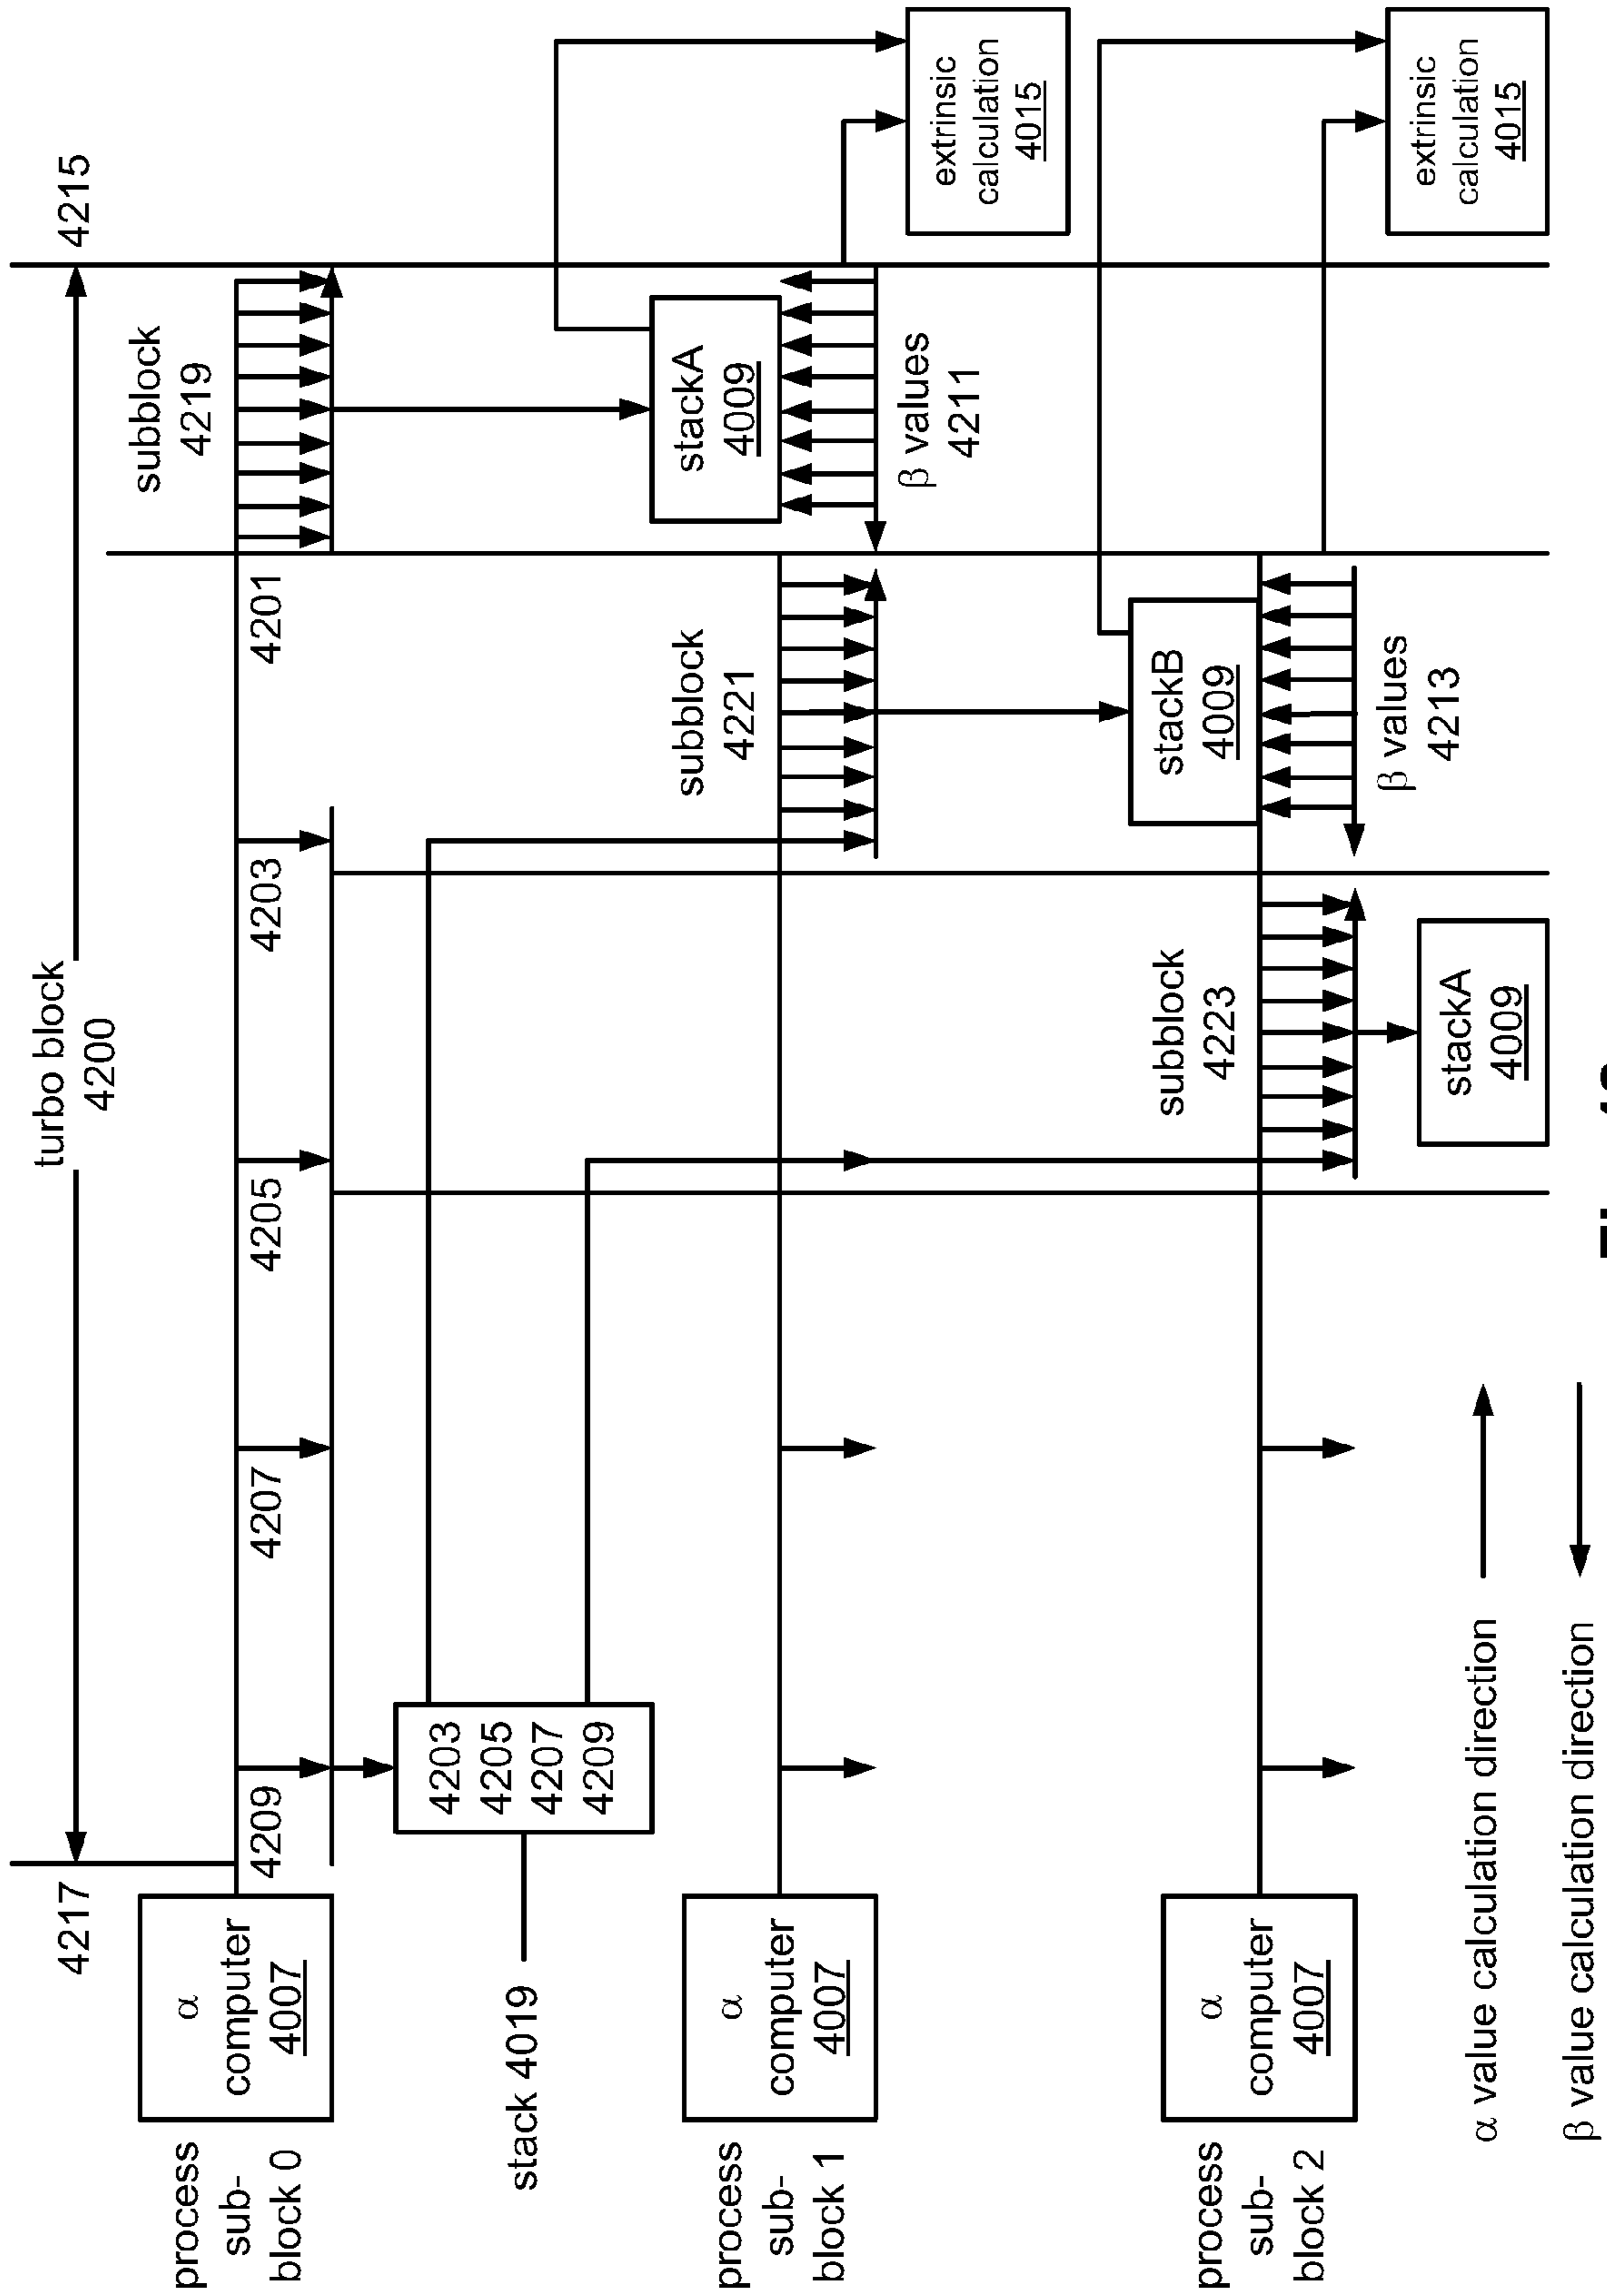 turbo block
4200
4217
4215
process
sub-
block 0
α
computer
4007
4209
4207
4205
4203
4201
subblock
4219
stack 4019
4203
4205
4207
4209
stackA
4009
β values
4211
extrinsic
calculation
4015
process
sub-
block 1
α
computer
4007
subblock
4221
stackB
4009
β values
4213
extrinsic
calculation
4015
process
sub-
block 2
α
computer
4007
subblock
4223
stackA
4009
α value calculation direction
β value calculation direction